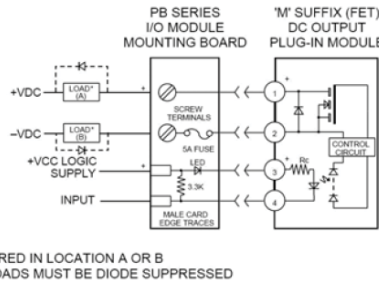 PB SERIES
I/O MODULE
MOUNTING BOARD
'M' SUFFIX (FET)
DC OUTPUT
PLUG-IN MODULE
+VDC
LOAD*
(A)
+
SCREW
TERMINALS
+
1
–VDC
LOAD*
(B)
5A FUSE
2
CONTROL
CIRCUIT
+VCC LOGIC
SUPPLY
+
LED
+
3
Rc
3.3K
INPUT
4
MALE CARD
EDGE TRACES
RED IN LOCATION A OR B
OADS MUST BE DIODE SUPPRESSED